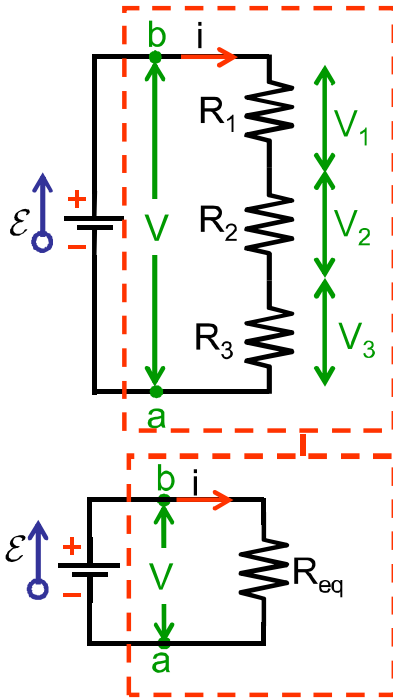 b i
R1 V1
ℰ + − V R2 V2
R3 V3
a
b i
ℰ + − V Req
a